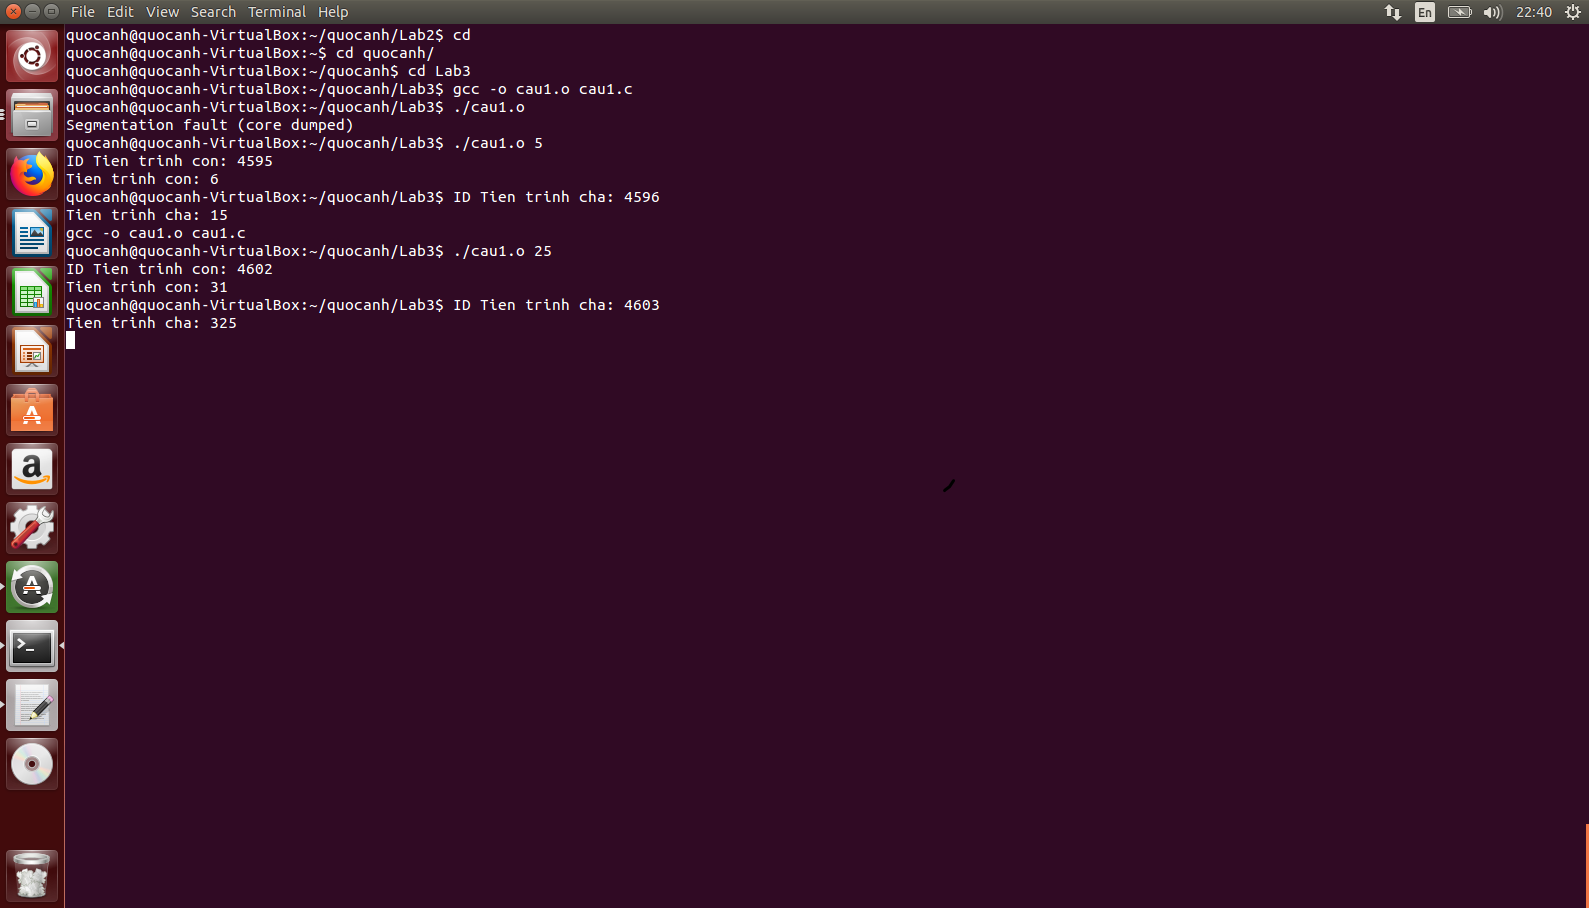 File Edit View Search Terminal Help
En 22:40
quocanh@quocanh-VirtualBox:~/quocanh/Lab2$ cd
quocanh@quocanh-VirtualBox:~$ cd quocanh/
quocanh@quocanh-VirtualBox:~/quocanh$ cd Lab3
quocanh@quocanh-VirtualBox:~/quocanh/Lab3$ gcc -o cau1.o cau1.c
quocanh@quocanh-VirtualBox:~/quocanh/Lab3$ ./cau1.o
Segmentation fault (core dumped)
quocanh@quocanh-VirtualBox:~/quocanh/Lab3$ ./cau1.o 5
ID Tien trinh con: 4595
Tien trinh con: 6
quocanh@quocanh-VirtualBox:~/quocanh/Lab3$ ID Tien trinh cha: 4596
Tien trinh cha: 15
gcc -o cau1.o cau1.c
quocanh@quocanh-VirtualBox:~/quocanh/Lab3$ ./cau1.o 25
ID Tien trinh con: 4602
Tien trinh con: 31
quocanh@quocanh-VirtualBox:~/quocanh/Lab3$ ID Tien trinh cha: 4603
Tien trinh cha: 325